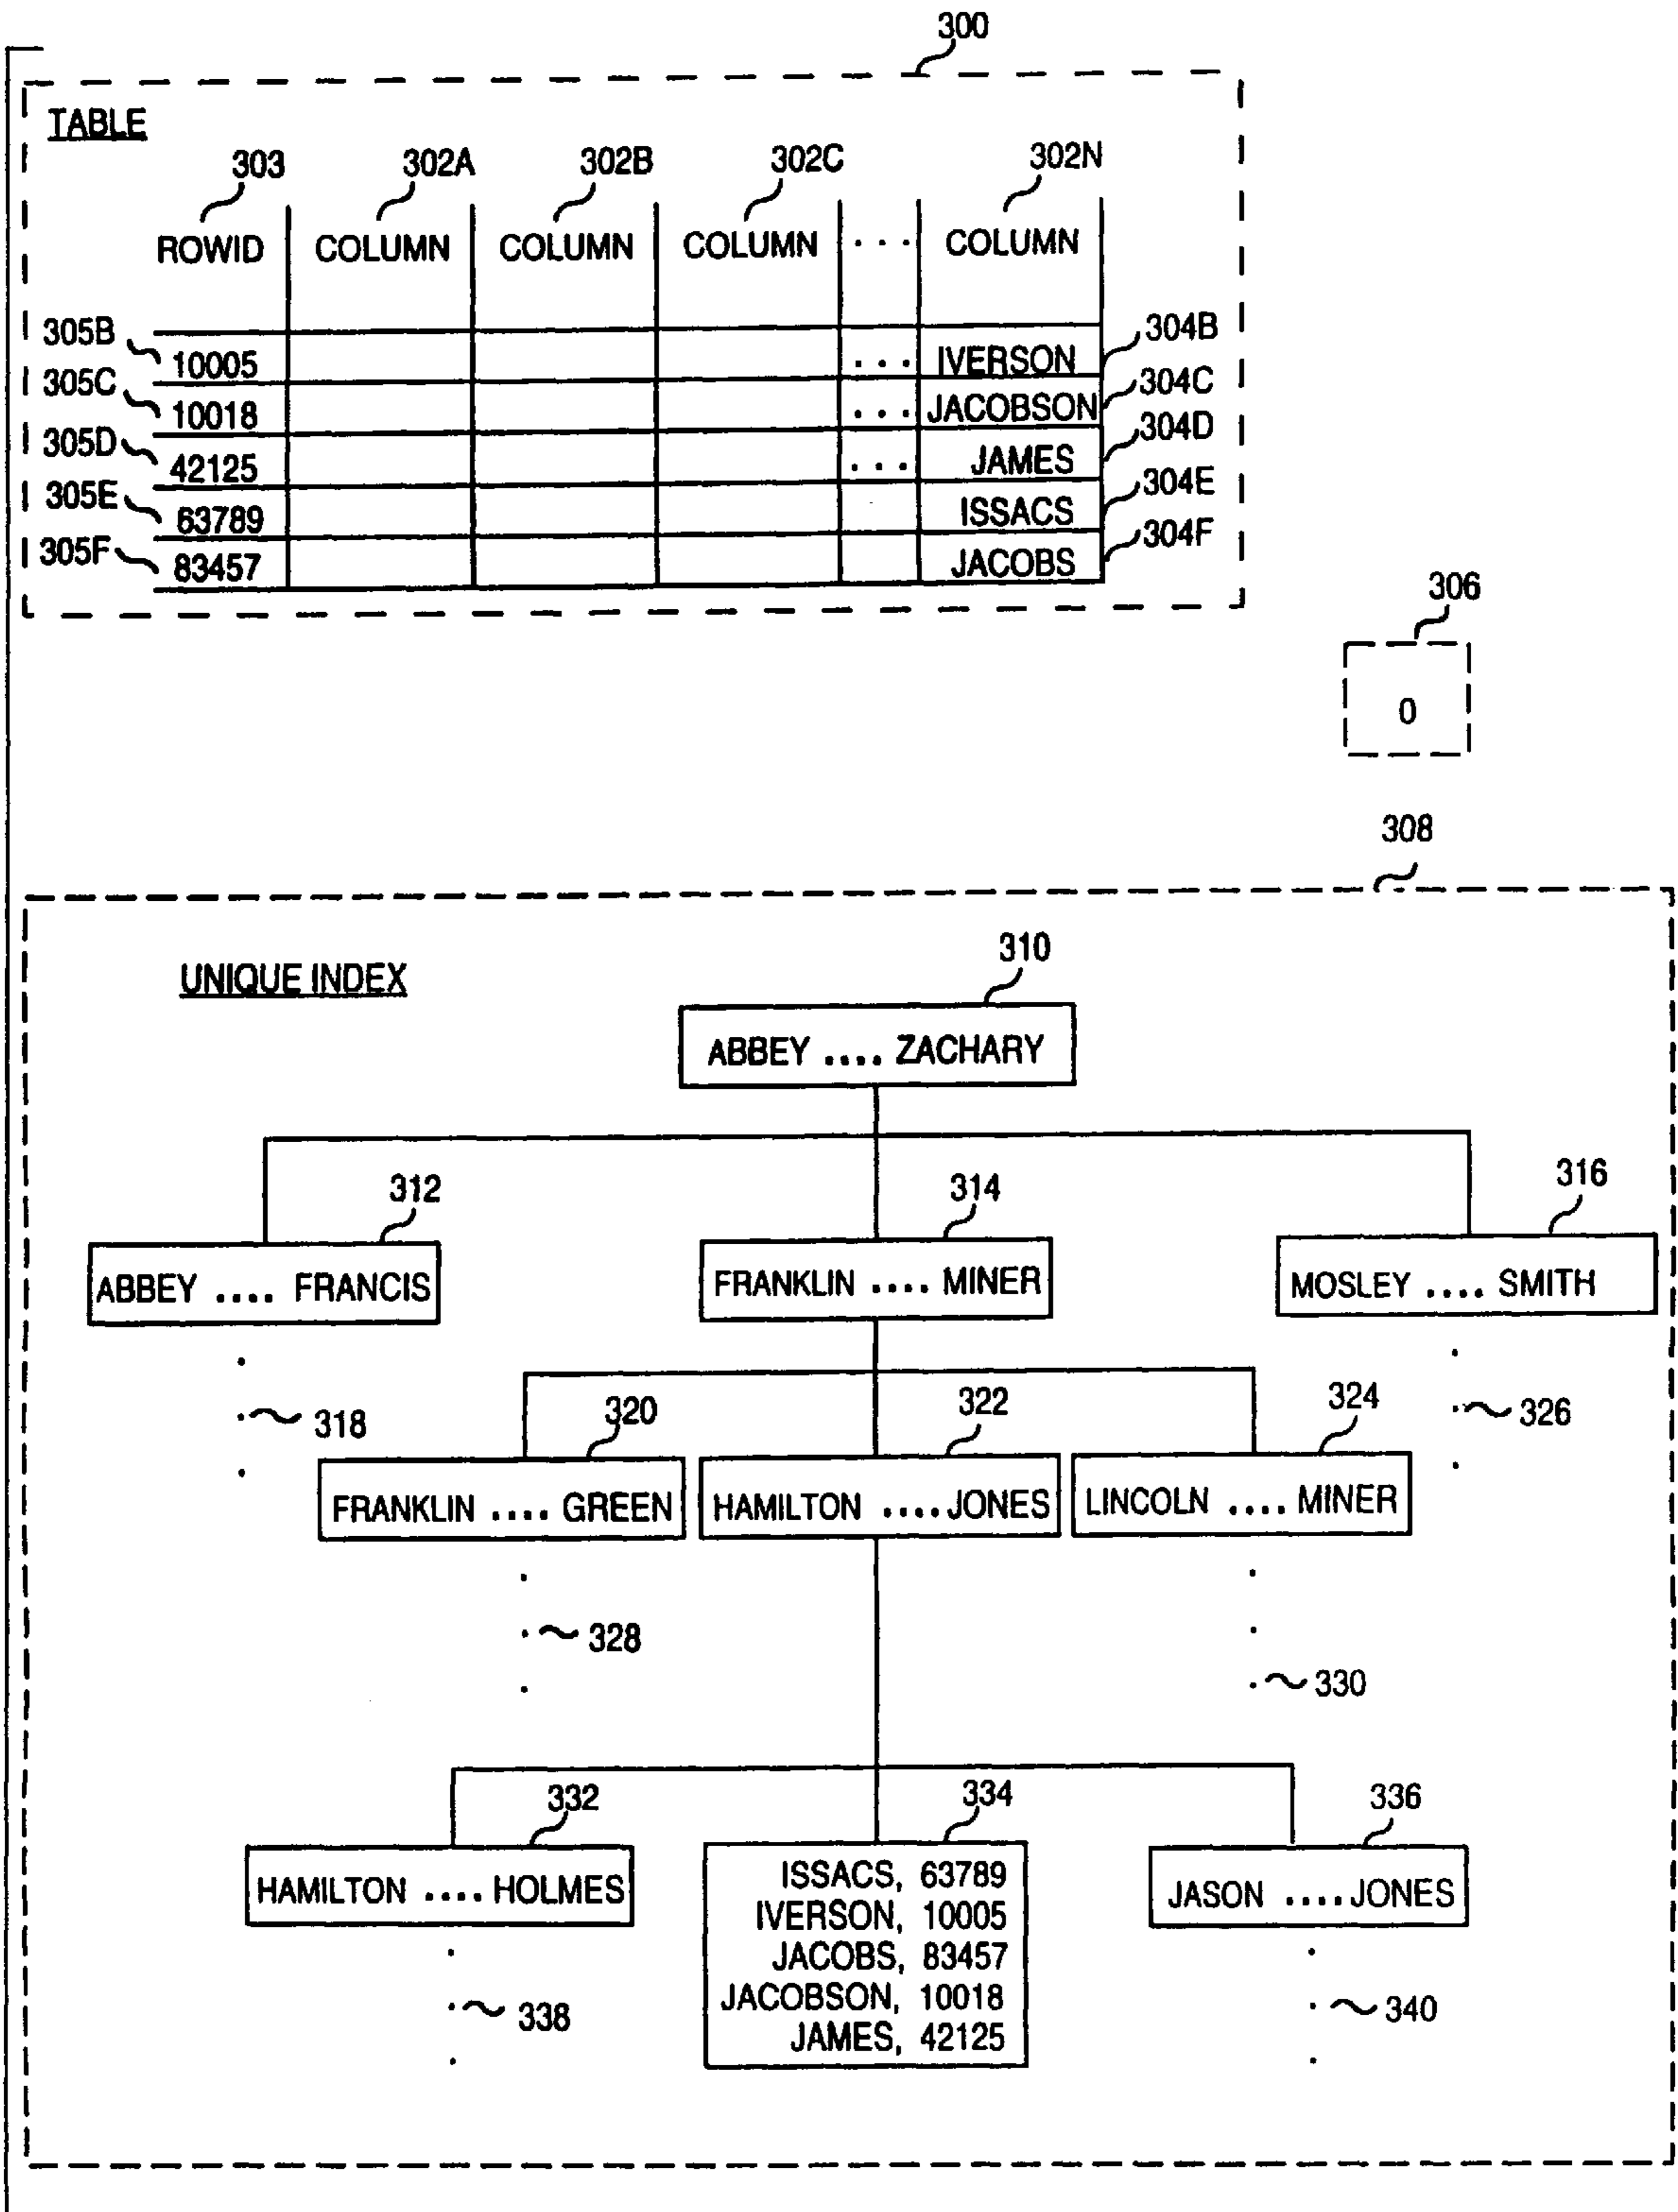 300
TABLE
303 302A 302B 302C 302N
ROWID COLUMN COLUMN COLUMN ... COLUMN
305B 10005 ... IVERSON 304B
305C 10018 ... JACOBSON 304C
305D 42125 ... JAMES 304D
305E 63789 ISSACS 304E
305F 83457 JACOBS 304F
306
0
308
UNIQUE INDEX
310
ABBEY .... ZACHARY
312 314 316
ABBEY .... FRANCIS FRANKLIN .... MINER MOSLEY .... SMITH
318 320 322 324 326
FRANKLIN .... GREEN HAMILTON .... JONES LINCOLN .... MINER
328 330
332 334 336
HAMILTON .... HOLMES JASON .... JONES
ISSACS, 63789
IVERSON, 10005
JACOBS, 83457
JACOBSON, 10018
JAMES, 42125
338 340